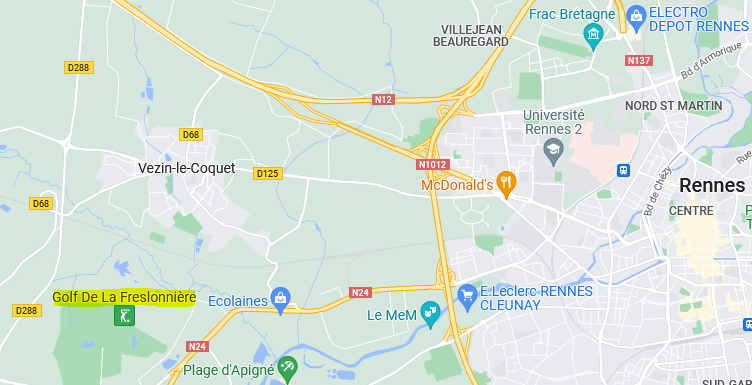 Frac Bretagne
ELECTRO
DEPOT RENNES
VILLEJEAN
BEAUREGARD
N137
Bd d'Armorique
D288
N12
NORD ST MARTIN
Université
Rennes 2
D68
Rue
N1012
Vezin-le-Coquet
D125
McDonald's
Bd de Chézy
Rennes
D68
CENTRE
P
T
Golf De La Freslonnière
Ecolaines
N24
E.Leclerc RENNES
CLEUNAY
D288
Le MeM
N24
Plage d'Apigné
SUD-GAR